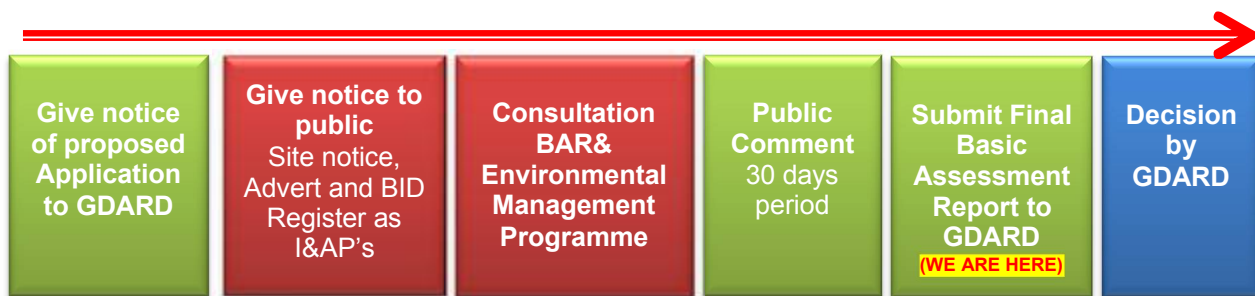 Give notice
of proposed
Application
to GDARD
Give notice to
public
Site notice,
Advert and BID
Register as
I&AP's
Consultation
BAR&
Environmental
Management
Programme
Public
Comment
30 days
period
Submit Final
Basic
Assessment
Report to
GDARD
(WE ARE HERE)
Decision
by
GDARD